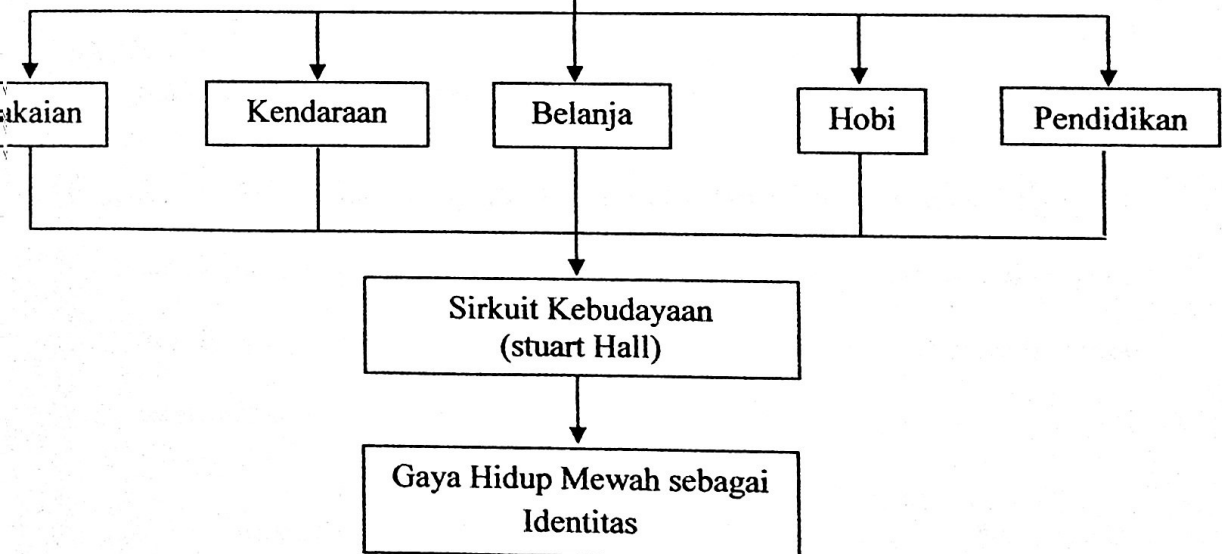 akaian Kendaraan Belanja Hobi Pendidikan
Sirkuit Kebudayaan
(stuart Hall)
Gaya Hidup Mewah sebagai
Identitas